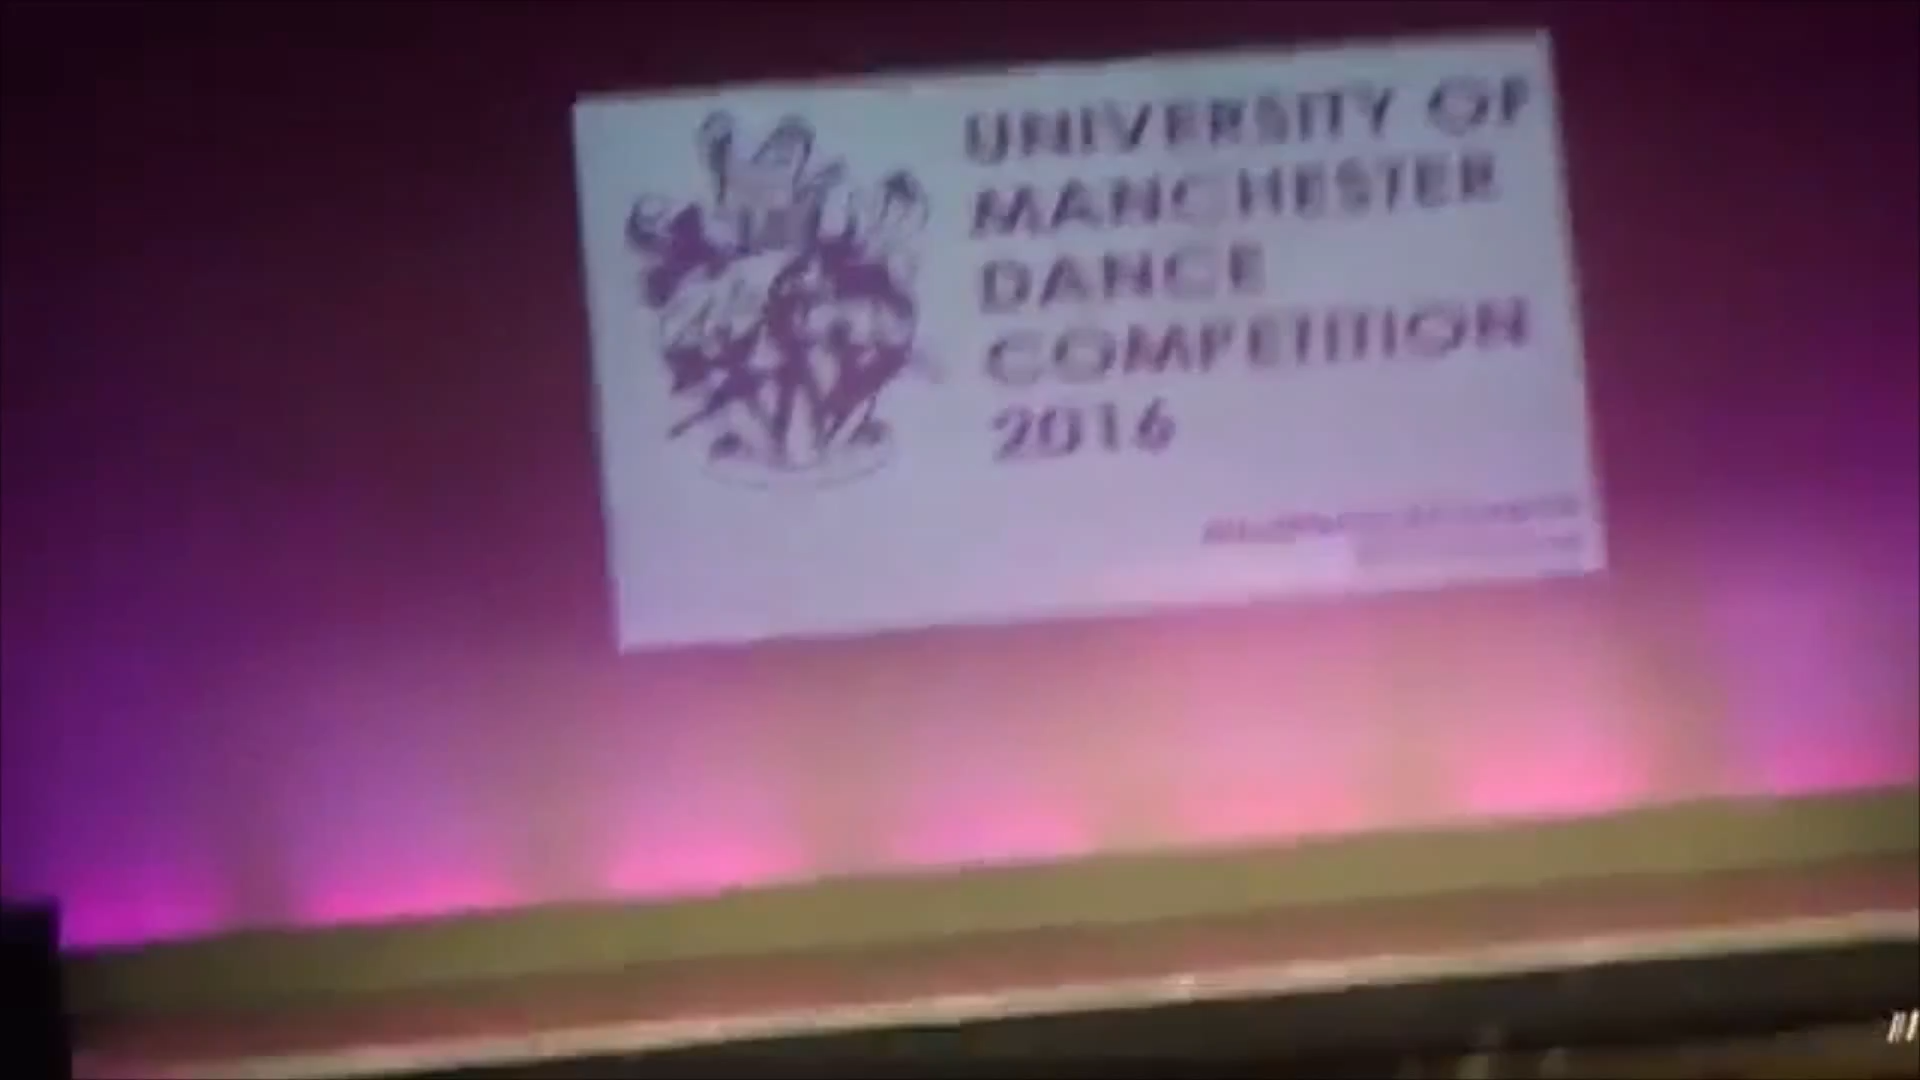 UNIVERSITY OF
MANCHESTER
DANCE
COMPETITION
2016